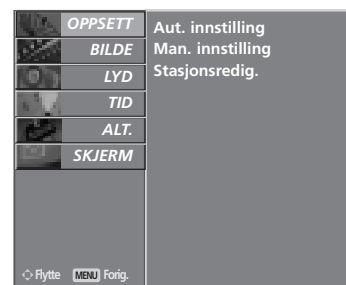 OPPSETT
BILDE
LYD
TID
ALT.
SKJERM
Aut. innstilling
Man. innstilling
Stasjonsredig.
Flytte MENU Forig.